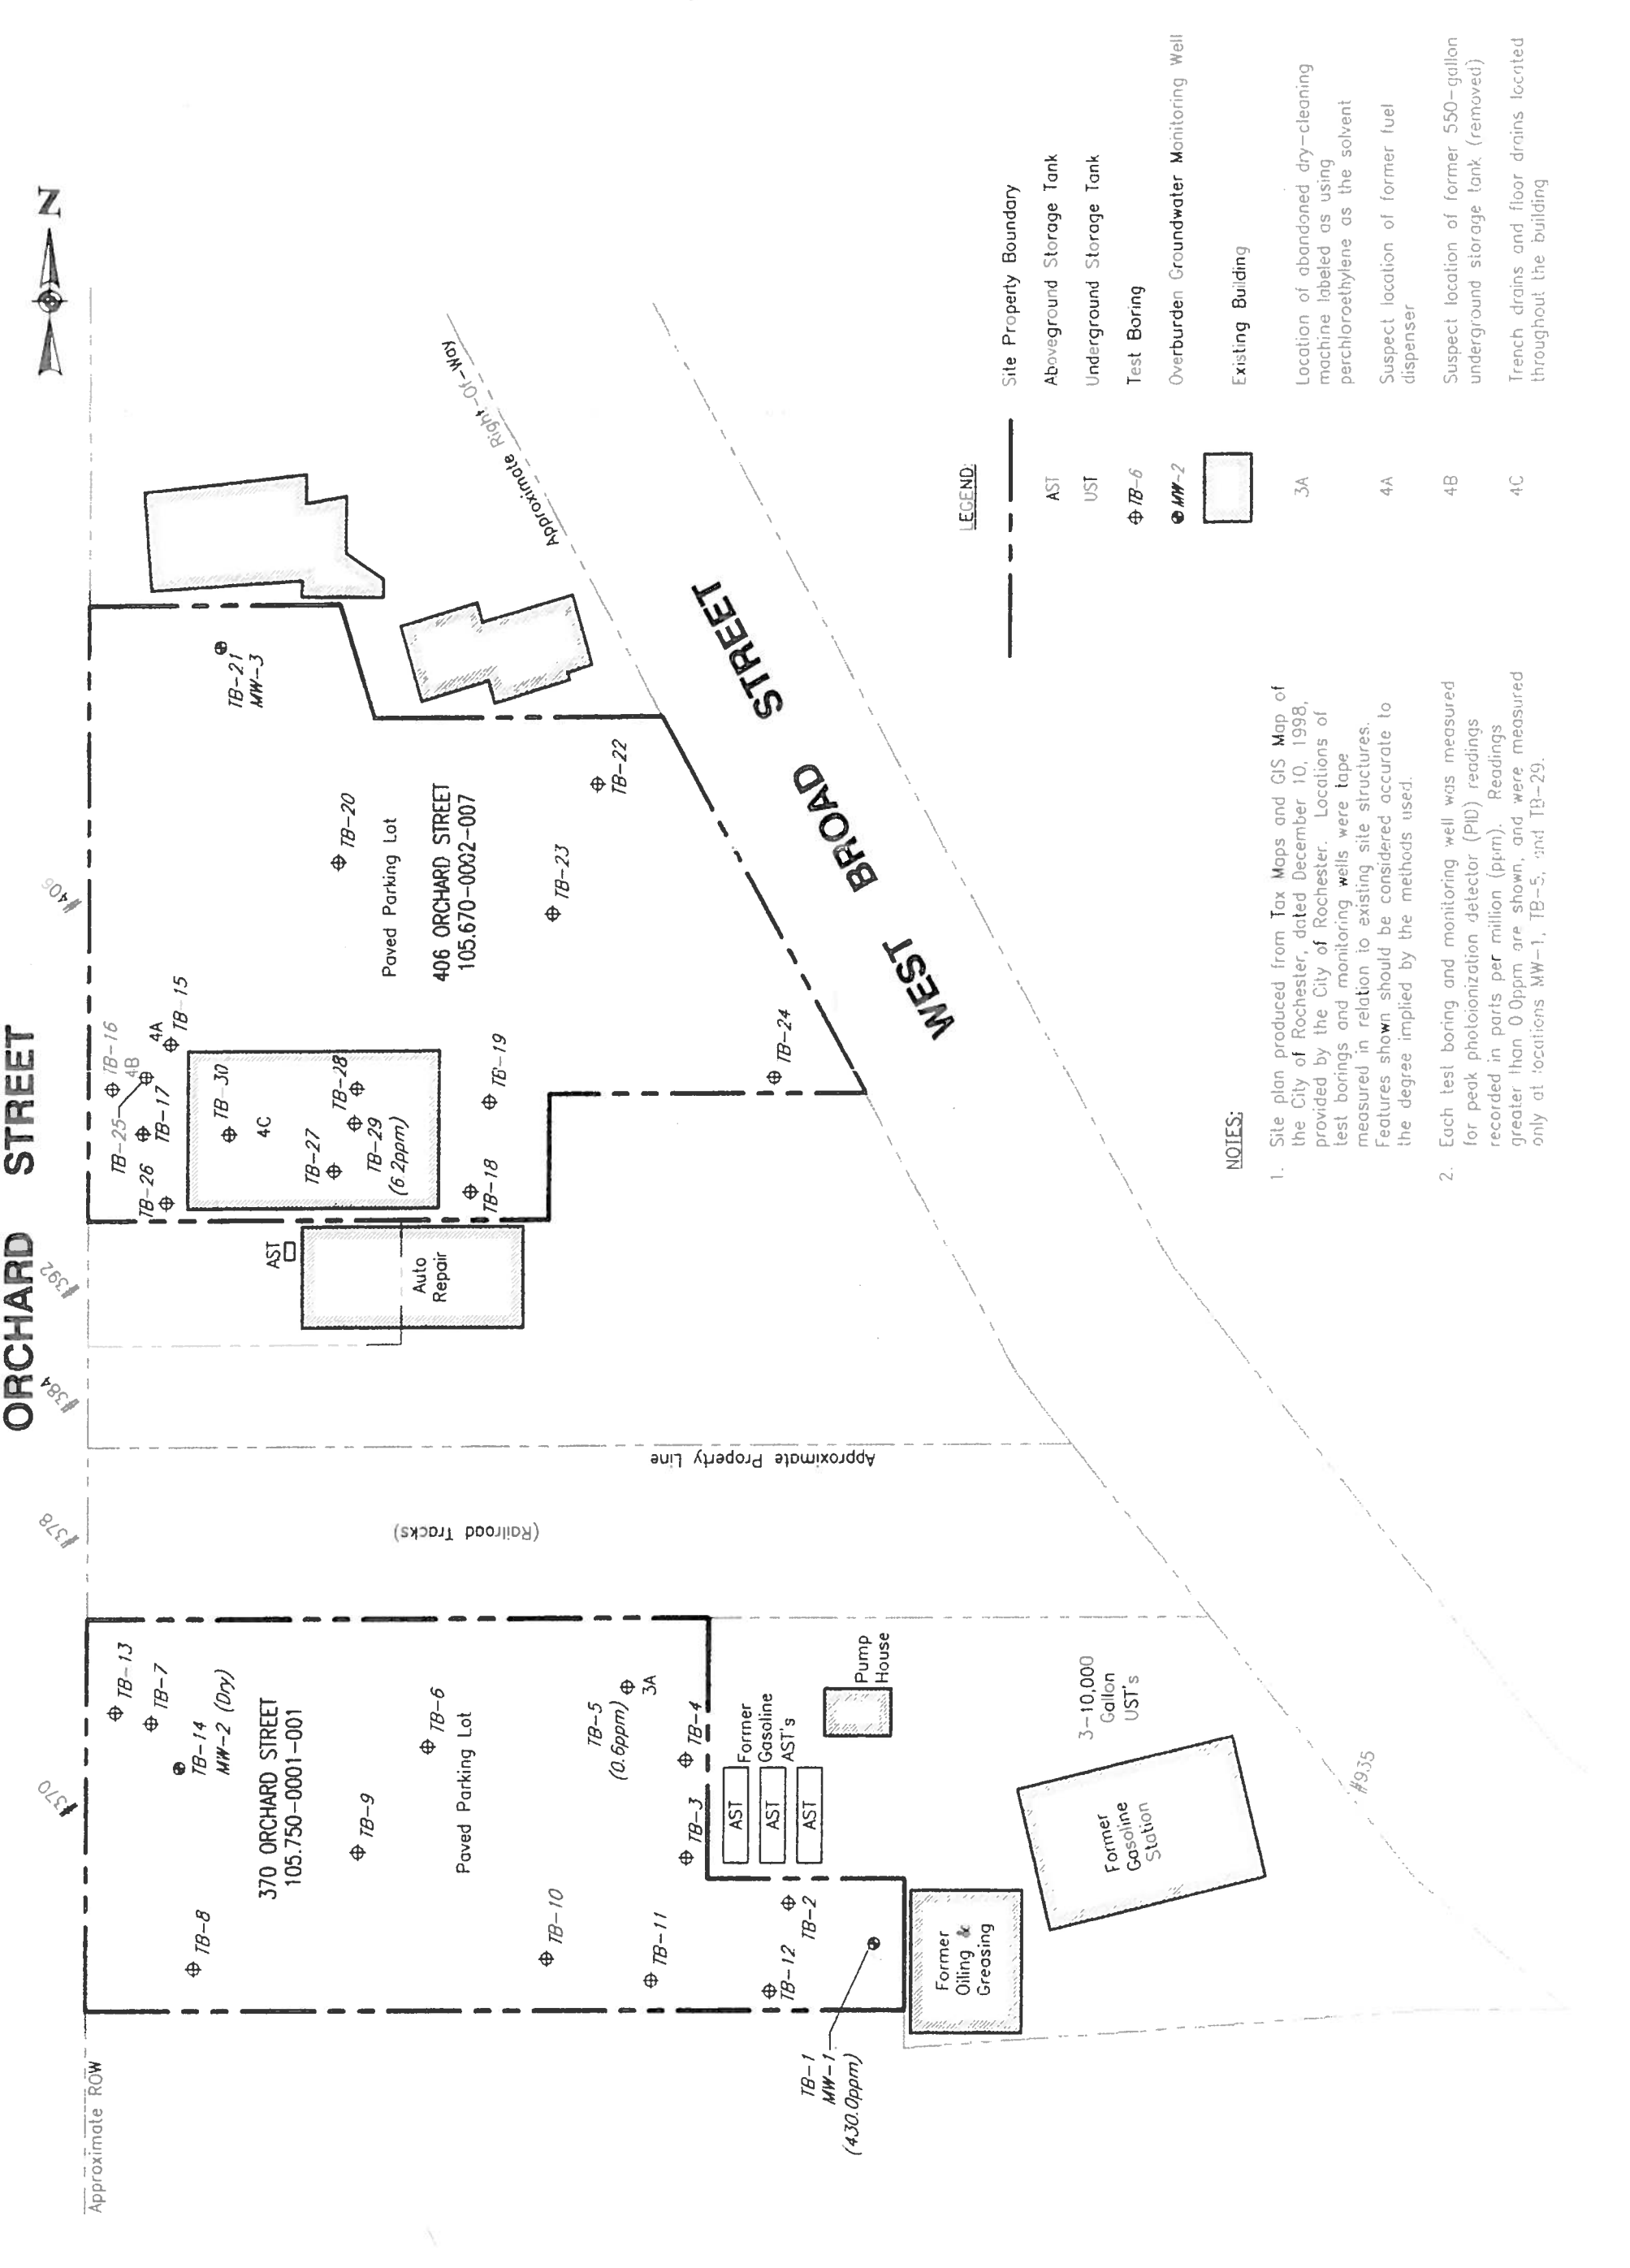 ORCHARD STREET
N
Approximate ROW
#370
#378
#384
#392
#406
TB-13
TB-7
TB-14
MW-2 (Dry)
370 ORCHARD STREET
105.750-0001-001
TB-8
TB-9
TB-6
Paved Parking Lot
TB-10
TB-5
(0.6ppm)
3A
TB-11
TB-3
TB-4
AST
AST
AST
Former
Gasoline
AST's
Pump
House
TB-12
TB-2
TB-1
MW-1
(430.0ppm)
Former
Oiling &
Greasing
Former
Gasoline
Station
3-10,000
Gallon
UST's
#935
(Railroad Tracks)
Approximate Property Line
AST
Auto
Repair
TB-26
TB-25
TB-17
TB-16
4B
4A
TB-15
TB-30
4C
TB-27
TB-28
TB-29
(6.2ppm)
TB-18
TB-19
TB-20
Paved Parking Lot
406 ORCHARD STREET
105.670-0002-007
TB-21
MW-3
TB-22
TB-23
TB-24
Approximate Right-Of-Way
WEST BROAD STREET
LEGEND:
Site Property Boundary
AST Aboveground Storage Tank
UST Underground Storage Tank
TB-6 Test Boring
MW-2 Overburden Groundwater Monitoring Well
Existing Building
3A Location of abandoned dry-cleaning
machine labeled as using
perchloroethylene as the solvent
4A Suspect location of former fuel
dispenser
4B Suspect location of former 550-gallon
underground storage tank (removed)
4C Trench drains and floor drains located
throughout the building
NOTES:
1. Site plan produced from Tax Maps and GIS Map of
the City of Rochester, dated December 10, 1998,
provided by the City of Rochester. Locations of
test borings and monitoring wells were tape
measured in relation to existing site structures.
Features shown should be considered accurate to
the degree implied by the methods used.
2. Each test boring and monitoring well was measured
for peak photoionization detector (PID) readings
recorded in parts per million (ppm). Readings
greater than 0.0ppm are shown, and were measured
only at locations MW-1, TB-5, and TB-29.